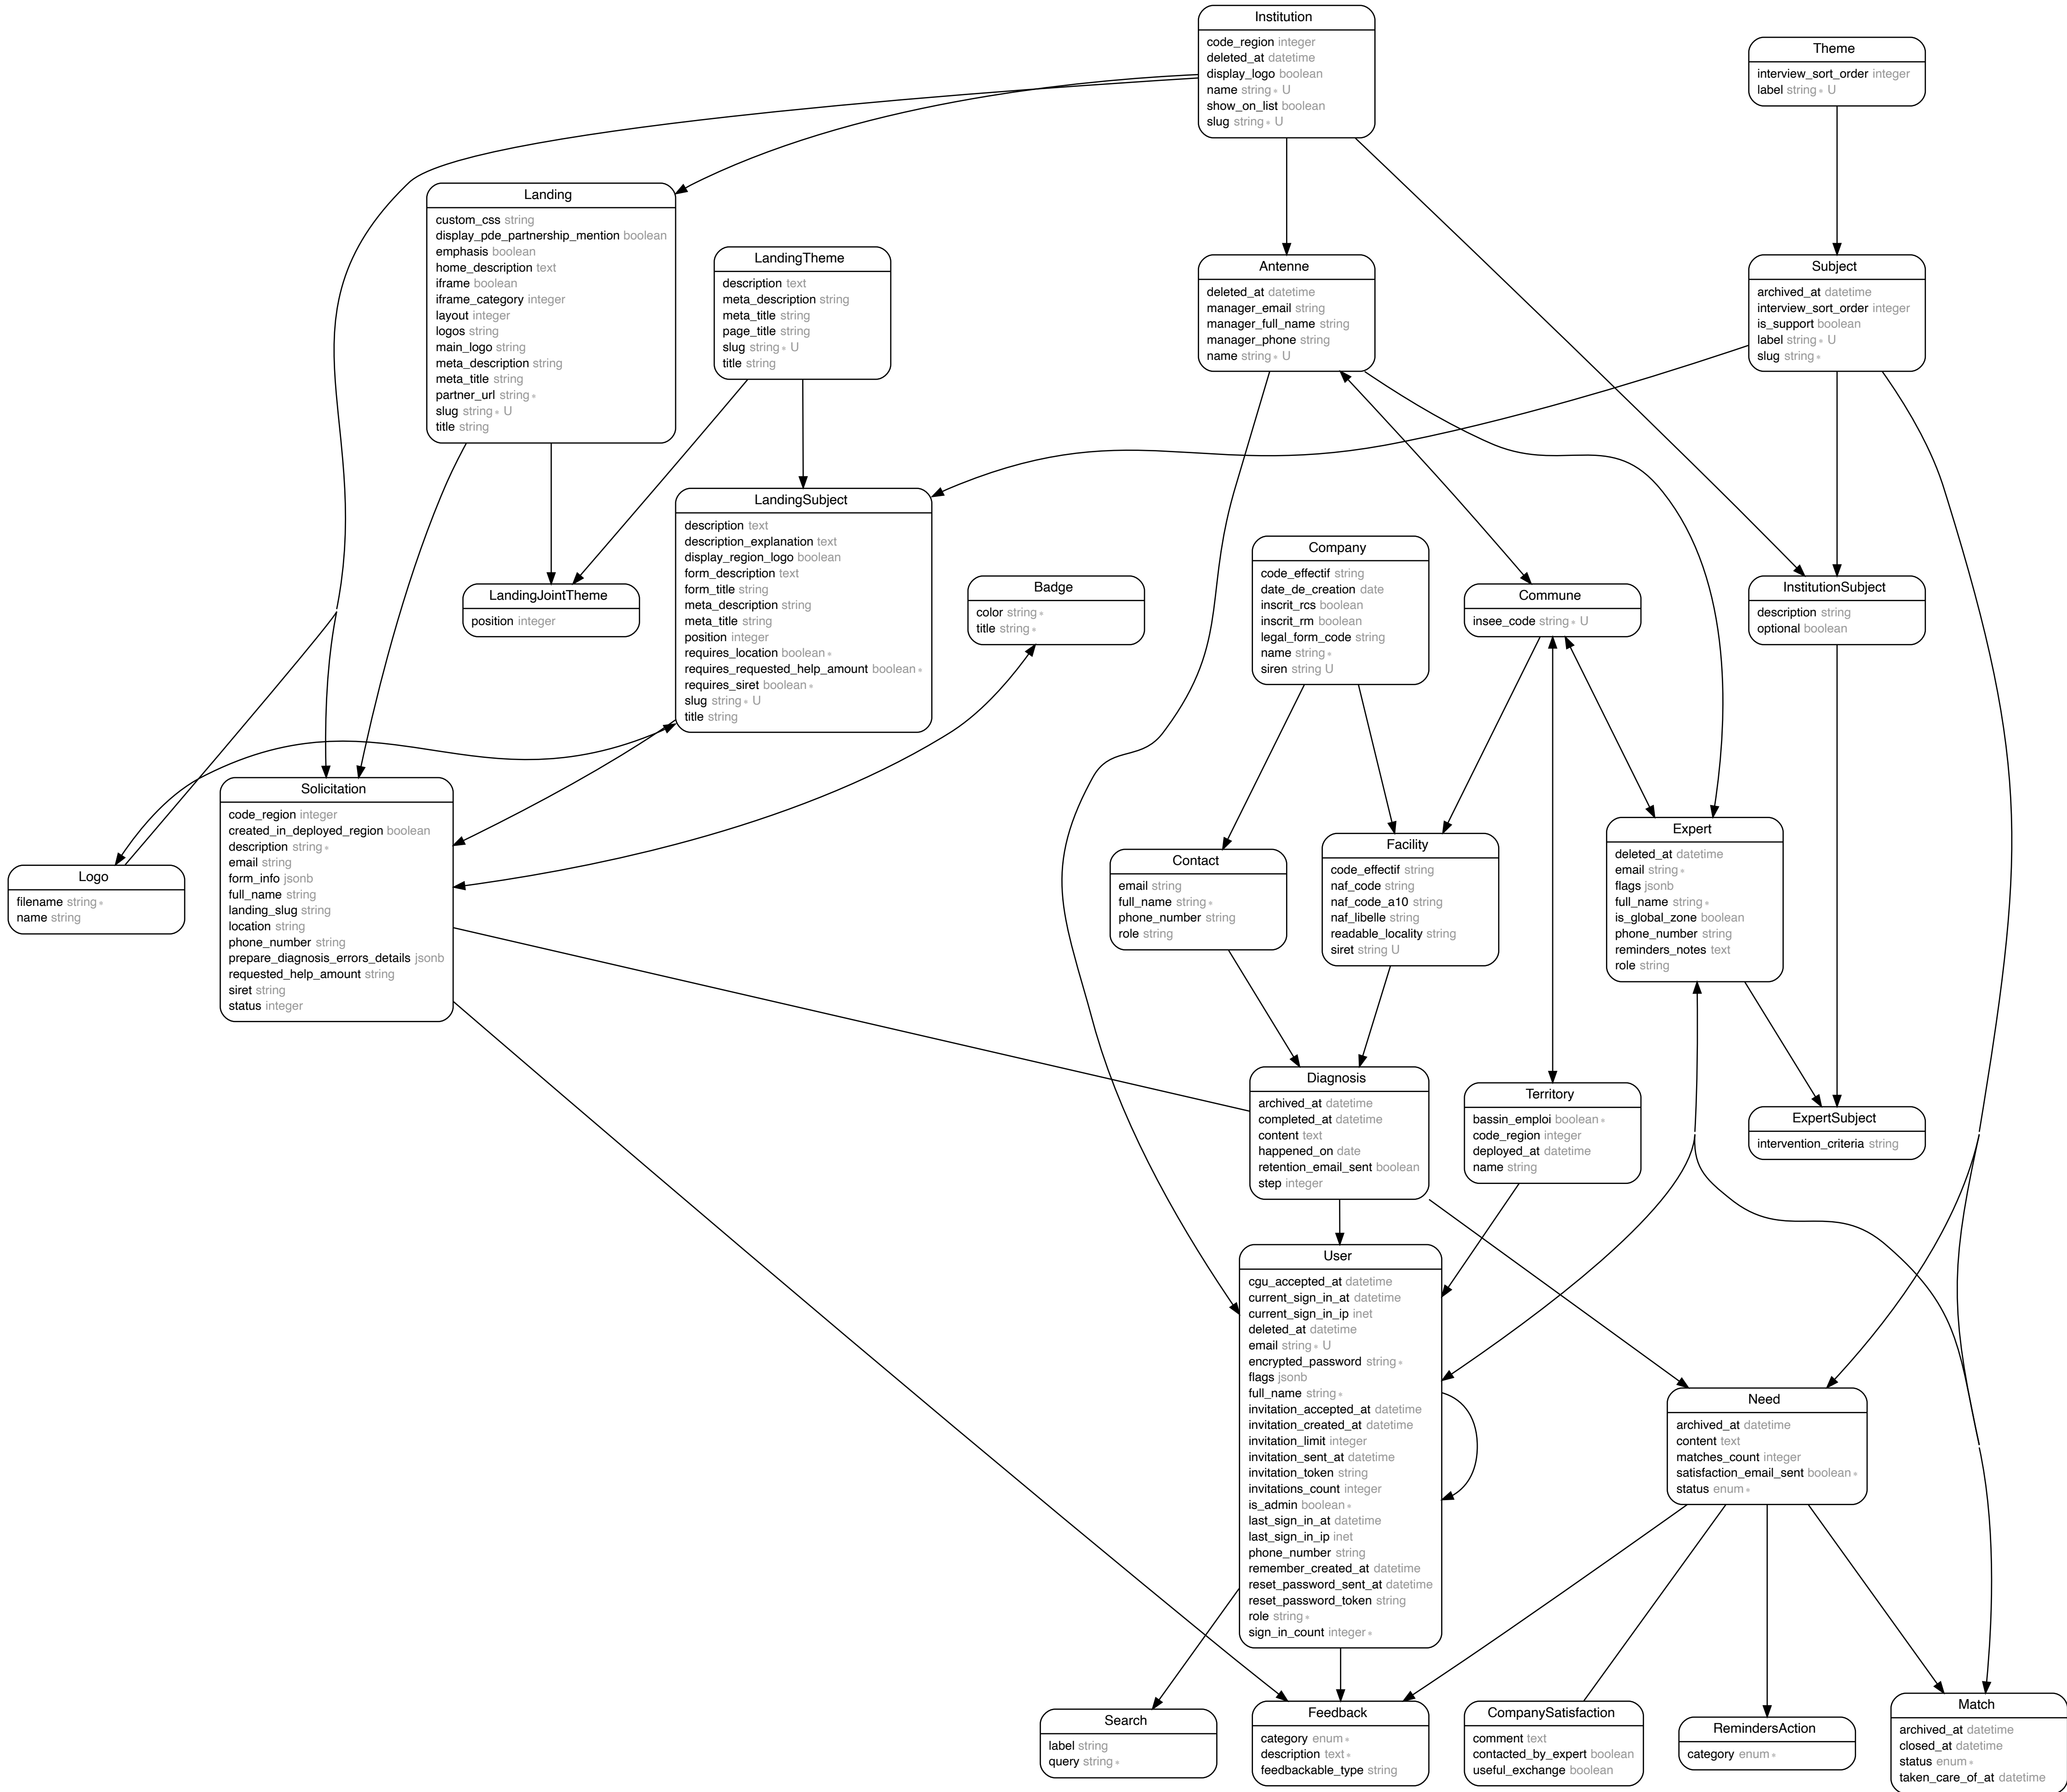 Institution
code_region integer
deleted_at datetime
display_logo boolean
name string * U
show_on_list boolean
slug string * U
Theme
interview_sort_order integer
label string * U
Landing
custom_css string
display_pde_partnership_mention boolean
emphasis boolean
home_description text
iframe boolean
iframe_category integer
layout integer
logos string
main_logo string
meta_description string
meta_title string
partner_url string *
slug string * U
title string
LandingTheme
description text
meta_description string
meta_title string
page_title string
slug string * U
title string
Antenne
deleted_at datetime
manager_email string
manager_full_name string
manager_phone string
name string * U
Subject
archived_at datetime
interview_sort_order integer
is_support boolean
label string * U
slug string *
LandingSubject
description text
description_explanation text
display_region_logo boolean
form_description text
form_title string
meta_description string
meta_title string
position integer
requires_location boolean *
requires_requested_help_amount boolean *
requires_siret boolean *
slug string * U
title string
LandingJointTheme
position integer
Badge
color string *
title string *
Company
code_effectif string
date_de_creation date
inscrit_rcs boolean
inscrit_rm boolean
legal_form_code string
name string *
siren string U
Commune
insee_code string * U
InstitutionSubject
description string
optional boolean
Solicitation
code_region integer
created_in_deployed_region boolean
description string *
email string
form_info jsonb
full_name string
landing_slug string
location string
phone_number string
prepare_diagnosis_errors_details jsonb
requested_help_amount string
siret string
status integer
Logo
filename string *
name string
Contact
email string
full_name string *
phone_number string
role string
Facility
code_effectif string
naf_code string
naf_code_a10 string
naf_libelle string
readable_locality string
siret string U
Expert
deleted_at datetime
email string *
flags jsonb
full_name string *
is_global_zone boolean
phone_number string
reminders_notes text
role string
Diagnosis
archived_at datetime
completed_at datetime
content text
happened_on date
retention_email_sent boolean
step integer
Territory
bassin_emploi boolean *
code_region integer
deployed_at datetime
name string
ExpertSubject
intervention_criteria string
User
cgu_accepted_at datetime
current_sign_in_at datetime
current_sign_in_ip inet
deleted_at datetime
email string * U
encrypted_password string *
flags jsonb
full_name string *
invitation_accepted_at datetime
invitation_created_at datetime
invitation_limit integer
invitation_sent_at datetime
invitation_token string
invitations_count integer
is_admin boolean *
last_sign_in_at datetime
last_sign_in_ip inet
phone_number string
remember_created_at datetime
reset_password_sent_at datetime
reset_password_token string
role string *
sign_in_count integer *
Need
archived_at datetime
content text
matches_count integer
satisfaction_email_sent boolean *
status enum *
Search
label string
query string *
Feedback
category enum *
description text *
feedbackable_type string
CompanySatisfaction
comment text
contacted_by_expert boolean
useful_exchange boolean
RemindersAction
category enum *
Match
archived_at datetime
closed_at datetime
status enum *
taken_care_of_at datetime